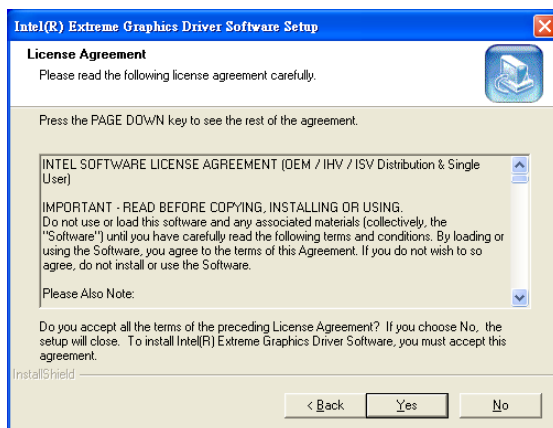 Intel(R) Extreme Graphics Driver Software Setup
License Agreement
Please read the following license agreement carefully.
Press the PAGE DOWN key to see the rest of the agreement.
INTEL SOFTWARE LICENSE AGREEMENT (OEM / IHV / ISV Distribution & Single
User)
IMPORTANT - READ BEFORE COPYING, INSTALLING OR USING.
Do not use or load this software and any associated materials (collectively, the
"Software") until you have carefully read the following terms and conditions. By loading or
using the Software, you agree to the terms of this Agreement. If you do not wish to so
agree, do not install or use the Software.
Please Also Note:
Do you accept all the terms of the preceding License Agreement? If you choose No, the
setup will close. To install Intel(R) Extreme Graphics Driver Software, you must accept this
agreement.
InstallShield
< Back Yes No